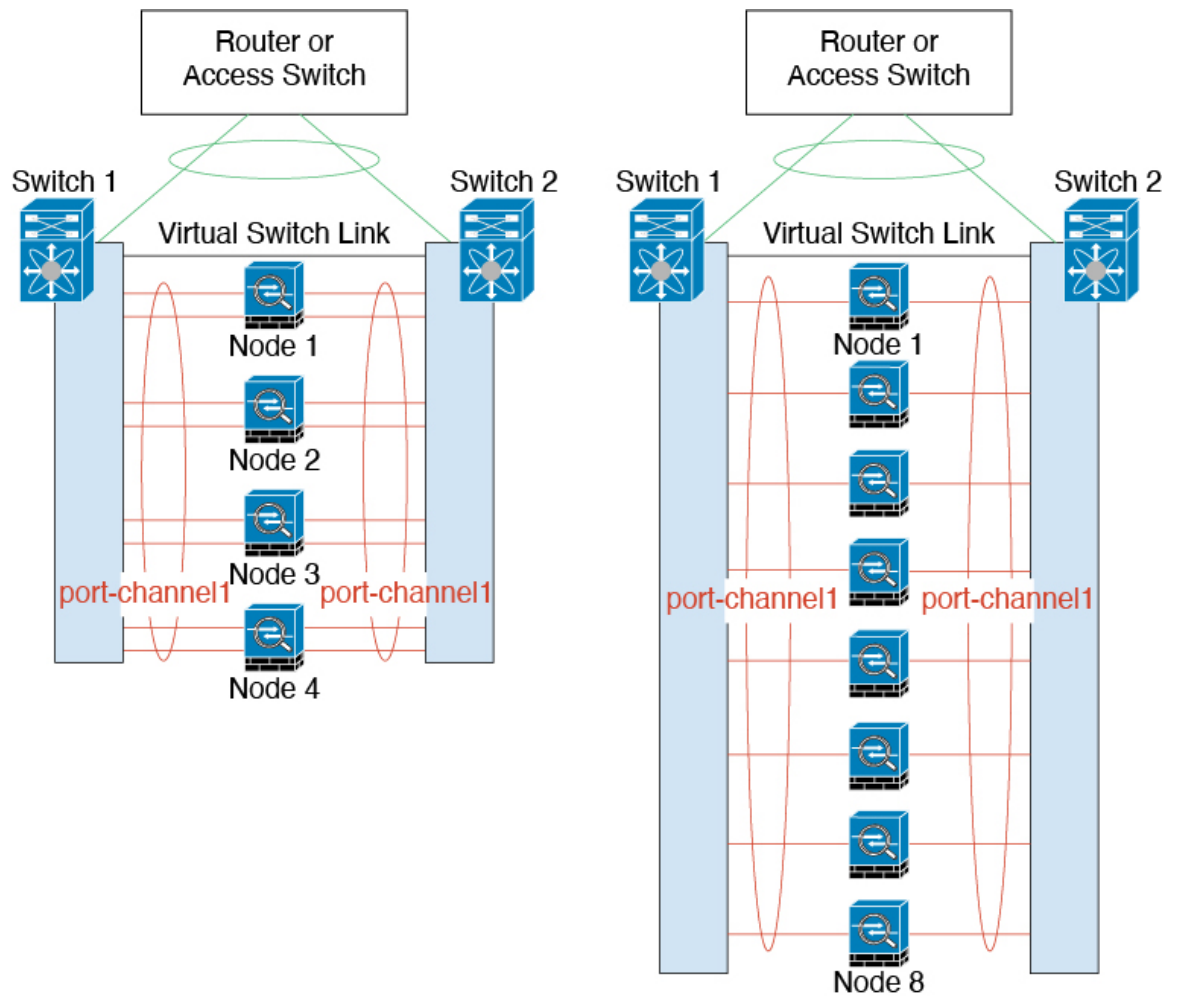 Router or
Access Switch
Switch 1
Switch 2
Virtual Switch Link
Node 1
Node 2
Node 3
port-channel1
port-channel1
Node 4
Router or
Access Switch
Switch 1
Switch 2
Virtual Switch Link
Node 1
port-channel1
port-channel1
Node 8